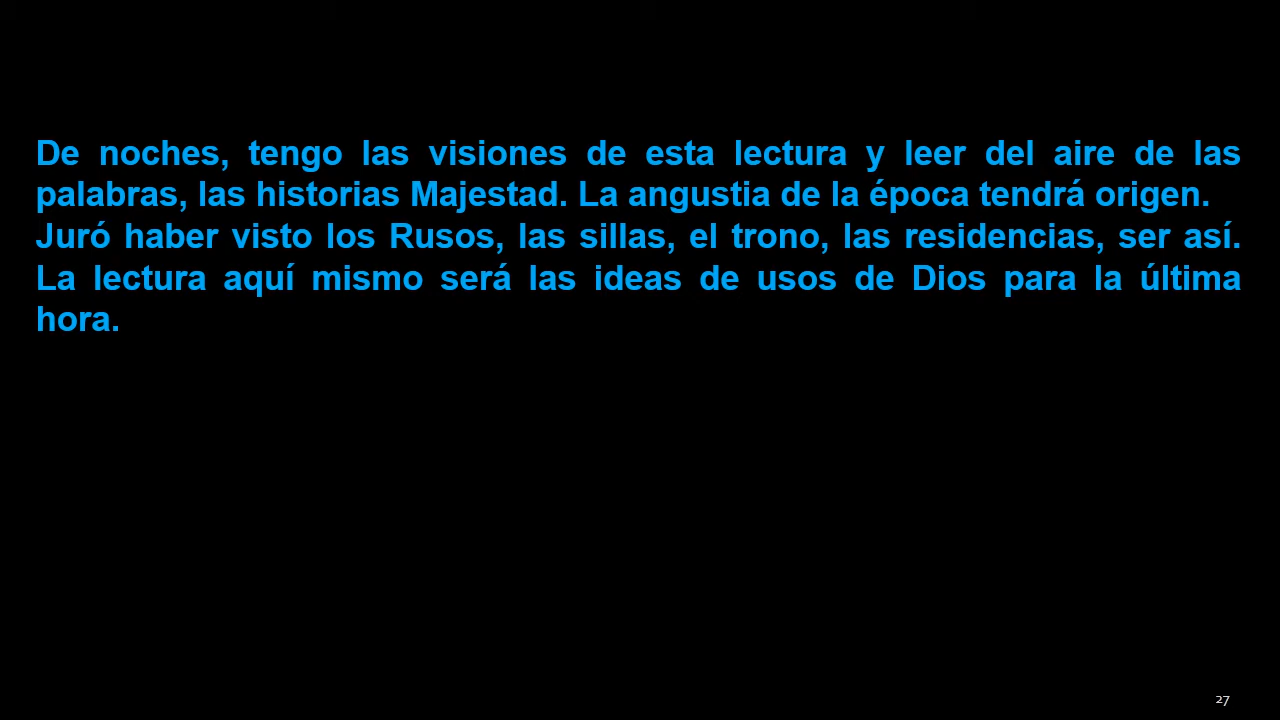 De noches, tengo las visiones de esta lectura y leer del aire de las
palabras, las historias Majestad. La angustia de la época tendrá origen.
Juró haber visto los Rusos, las sillas, el trono, las residencias, ser así.
La lectura aquí mismo será las ideas de usos de Dios para la última
hora.
27